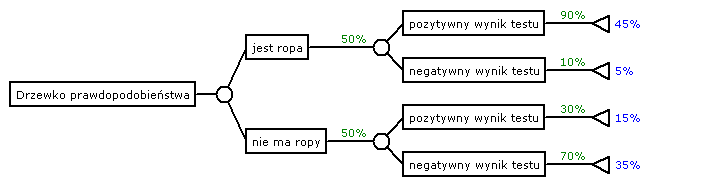 pozytywny wynik testu 90% 45%
jest ropa 50%
negatywny wynik testu 10% 5%
Drzewko prawdopodobieństwa
pozytywny wynik testu 30% 15%
nie ma ropy 50%
negatywny wynik testu 70% 35%